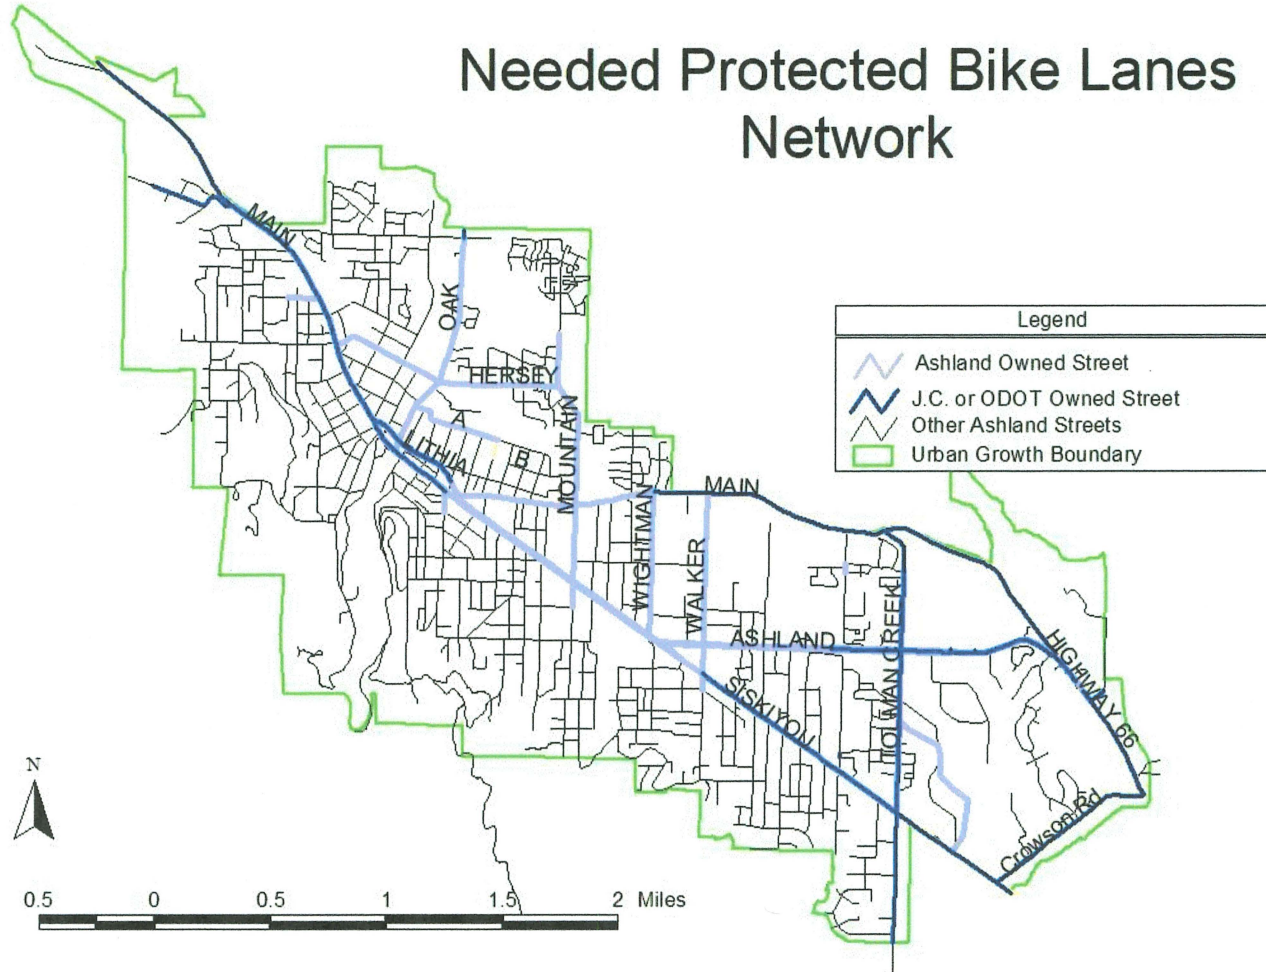 Needed Protected Bike Lanes
Network
MAIN
OAK
Legend
Ashland Owned Street
J.C. or ODOT Owned Street
Other Ashland Streets
Urban Growth Boundary
HERSEY
A
LITHIA
B
MOUNTAIN
MAIN
WIGHTMAN
WALKER
ASHLAND
TOLMAN CREEK
HIGHWAY 66
SISKIYOU
Crowson Rd
N
0.5 0 0.5 1 1.5 2 Miles